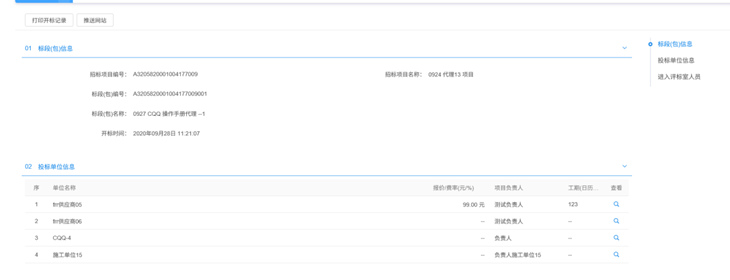 打印开标记录 推送网站
01 标段(包)信息
标段(包)信息
投标单位信息
进入评标室人员
招标项目编号： A3205820001004177009 招标项目名称： 0924 代理13 项目
标段(包)编号： A3205820001004177009001
标段(包)名称： 0927 CQQ 操作手册代理 –1
开标时间： 2020年09月28日 11:21:07
02 投标单位信息
序 单位名称 报价/费率(元/%) 项目负责人 工期(日历... 查看
1 ltr供应商05 99.00 元 测试负责人 123
2 ltr供应商06 -- 测试负责人 --
3 CQQ-4 -- 负责人 --
4 施工单位15 -- 负责人施工单位15 --